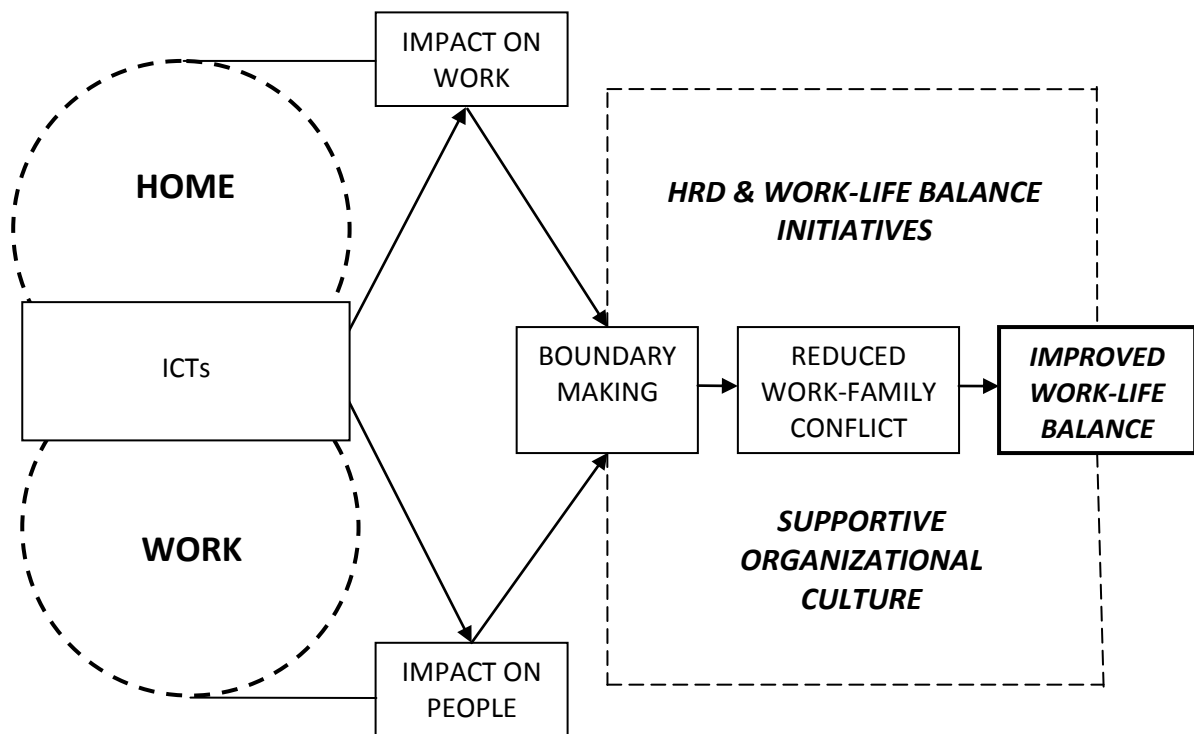 IMPACT ON
WORK
HOME
HRD & WORK-LIFE BALANCE
INITIATIVES
ICTs
BOUNDARY
MAKING
REDUCED
WORK-FAMILY
CONFLICT
IMPROVED
WORK-LIFE
BALANCE
WORK
SUPPORTIVE
ORGANIZATIONAL
CULTURE
IMPACT ON
PEOPLE